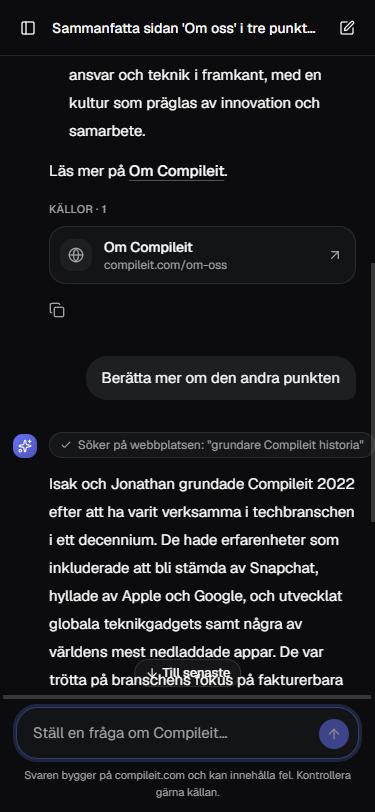 Sammanfatta sidan 'Om oss' i tre punkt...
ansvar och teknik i framkant, med en
kultur som präglas av innovation och
samarbete.
Läs mer på Om Compileit.
KÄLLOR · 1
Om Compileit
compileit.com/om-oss
Berätta mer om den andra punkten
Söker på webbplatsen: "grundare Compileit historia"
Isak och Jonathan grundade Compileit 2022
efter att ha varit verksamma i techbranschen
i ett decennium. De hade erfarenheter som
inkluderade att bli stämda av Snapchat,
hyllade av Apple och Google, och utvecklat
globala teknikgadgets samt några av
världens mest nedladdade appar. De var
Till senaste
trötta på branschens fokus på fakturerbara
Ställ en fråga om Compileit...
Svaren bygger på compileit.com och kan innehålla fel. Kontrollera
gärna källan.